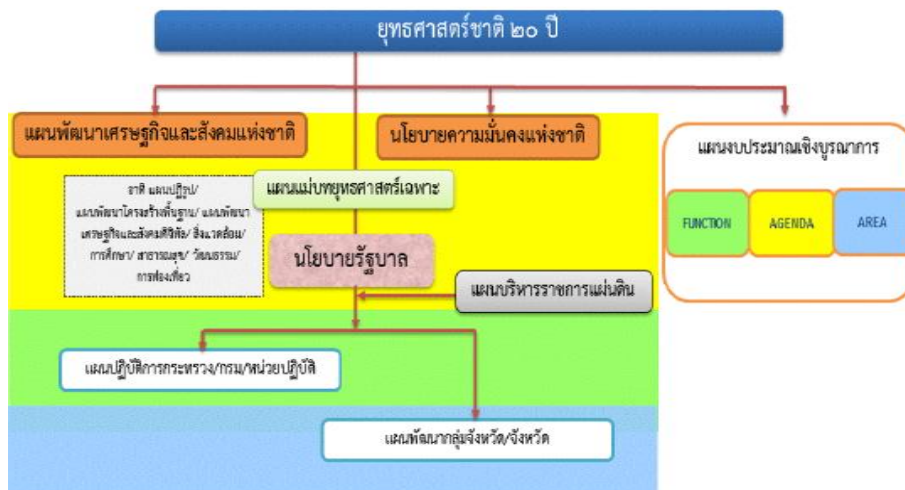 ยุทธศาสตร์ชาติ ๒๐ ปี
แผนพัฒนาเศรษฐกิจและสังคมแห่งชาติ
นโยบายความมั่นคงแห่งชาติ
แผนงบประมาณเชิงบูรณาการ
FUNCTION
AGENDA
AREA
แผนแม่บทยุทธศาสตร์เฉพาะ
อาทิ แผนปฏิรูป/
แผนพัฒนาโครงสร้างพื้นฐาน/ แผนพัฒนา
เศรษฐกิจและสังคมดิจิทัล/ สิ่งแวดล้อม/
การศึกษา/ สาธารณสุข/ วัฒนธรรม/
การท่องเที่ยว
นโยบายรัฐบาล
แผนบริหารราชการแผ่นดิน
แผนปฏิบัติการกระทรวง/กรม/หน่วยปฏิบัติ
แผนพัฒนากลุ่มจังหวัด/จังหวัด